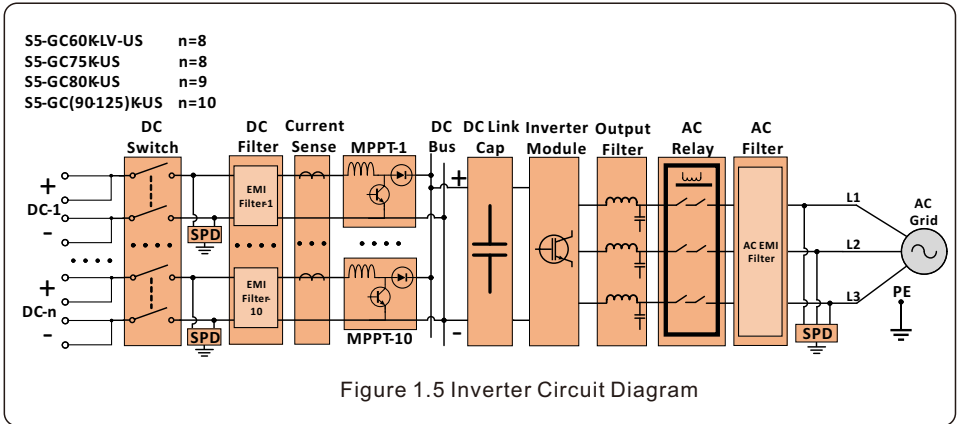 S5-GC60K-LV-US n=8
S5-GC75K-US n=8
S5-GC80K-US n=9
S5-GC(90-125)K-US n=10
DC Switch
DC Filter
Current Sense
MPPT-1
DC Bus
DC Link Cap
Inverter Module
Output Filter
AC Relay
AC Filter
+
DC-1
-
EMI Filter-1
SPD
+
AC EMI Filter
L1
L2
L3
AC Grid
PE
+
DC-n
-
EMI Filter-10
SPD
MPPT-10
-
SPD
Figure 1.5 Inverter Circuit Diagram